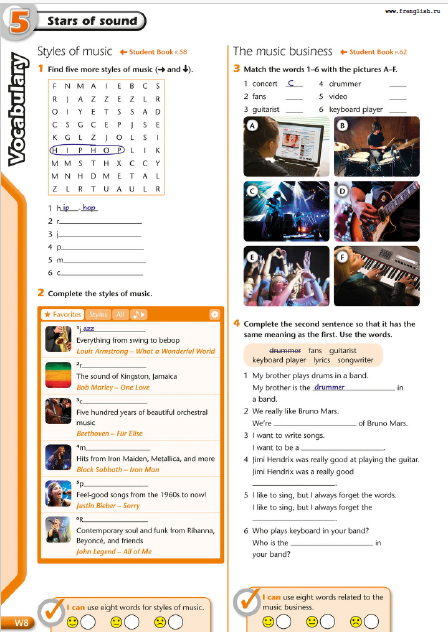 www.frenglish.ru
5 Stars of sound
Vocabulary
Styles of music ← Student Book p.58
1 Find five more styles of music (→ and ↓).
F N M A I E B C S
R J A Z Z E Z L R
O I Y E T S S A D
C S G C E P J S E
K G L Z J O L S I
H I P H O P L I K
M M S T H X C C Y
M N H D M E T A L
Z L R T U A U L R
1 hip hop
2 r
3 j
4 p
5 m
6 c
2 Complete the styles of music.
★ Favorites Styles All
1 jazz
Everything from swing to bebop
Louis Armstrong – What a Wonderful World
2 r
The sound of Kingston, Jamaica
Bob Marley – One Love
3 c
Five hundred years of beautiful orchestral
music
Beethoven – Für Elise
4 m
Hits from Iron Maiden, Metallica, and more
Black Sabbath – Iron Man
5 p
Feel-good songs from the 1960s to now!
Justin Bieber – Sorry
6 R
Contemporary soul and funk from Rihanna,
Beyoncé, and friends
John Legend – All of Me
I can use eight words for styles of music.
W8
The music business ← Student Book p.62
3 Match the words 1–6 with the pictures A–F.
1 concert C 4 drummer
2 fans 5 video
3 guitarist 6 keyboard player
A B
C D
E F
4 Complete the second sentence so that it has the
same meaning as the first. Use the words.
drummer fans guitarist
keyboard player lyrics songwriter
1 My brother plays drums in a band.
My brother is the drummer in
a band.
2 We really like Bruno Mars.
We're of Bruno Mars.
3 I want to write songs.
I want to be a .
4 Jimi Hendrix was really good at playing the guitar.
Jimi Hendrix was a really good
.
5 I like to sing, but I always forget the words.
I like to sing, but I always forget the
.
6 Who plays keyboard in your band?
Who is the in
your band?
I can use eight words related to the
music business.